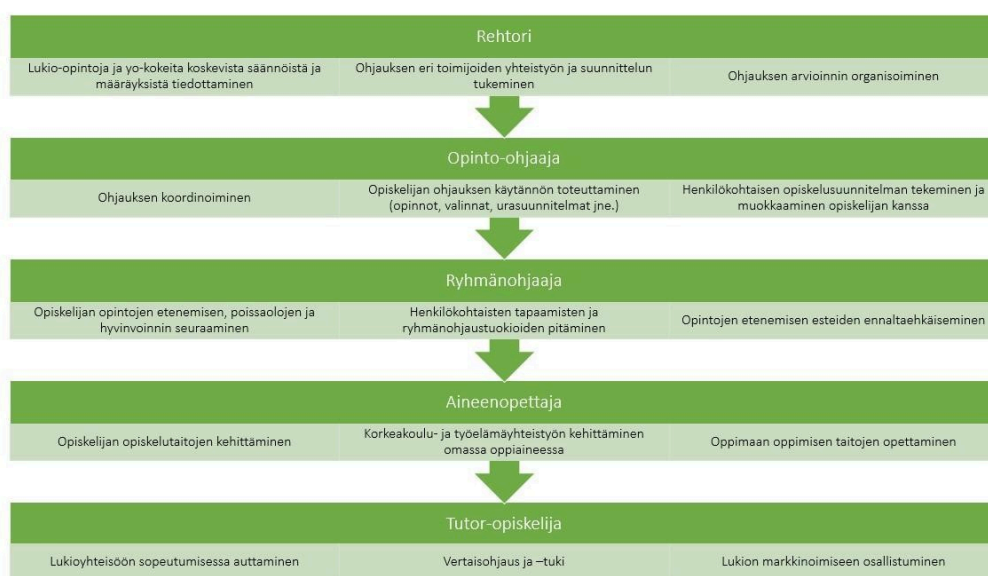 Rehtori
Lukio-opintoja ja yo-kokeita koskevista säännöistä ja
määräyksistä tiedottaminen
Ohjauksen eri toimijoiden yhteistyön ja suunnittelun
tukeminen
Ohjauksen arvioinnin organisoiminen
Opinto-ohjaaja
Ohjauksen koordinoiminen
Opiskelijan ohjauksen käytännön toteuttaminen
(opinnot, valinnat, urasuunnitelmat jne.)
Henkilökohtaisen opiskelusuunnitelman tekeminen ja
muokkaaminen opiskelijan kanssa
Ryhmänohjaaja
Opiskelijan opintojen etenemisen, poissaolojen ja
hyvinvoinnin seuraaminen
Henkilökohtaisten tapaamisten ja
ryhmänohjaustuokioiden pitäminen
Opintojen etenemisen esteiden ennaltaehkäiseminen
Aineenopettaja
Opiskelijan opiskelutaitojen kehittäminen
Korkeakoulu- ja työelämäyhteistyön kehittäminen
omassa oppiaineessa
Oppimaan oppimisen taitojen opettaminen
Tutor-opiskelija
Lukioyhteisöön sopeutumisessa auttaminen
Vertaisohjaus ja –tuki
Lukion markkinoimiseen osallistuminen